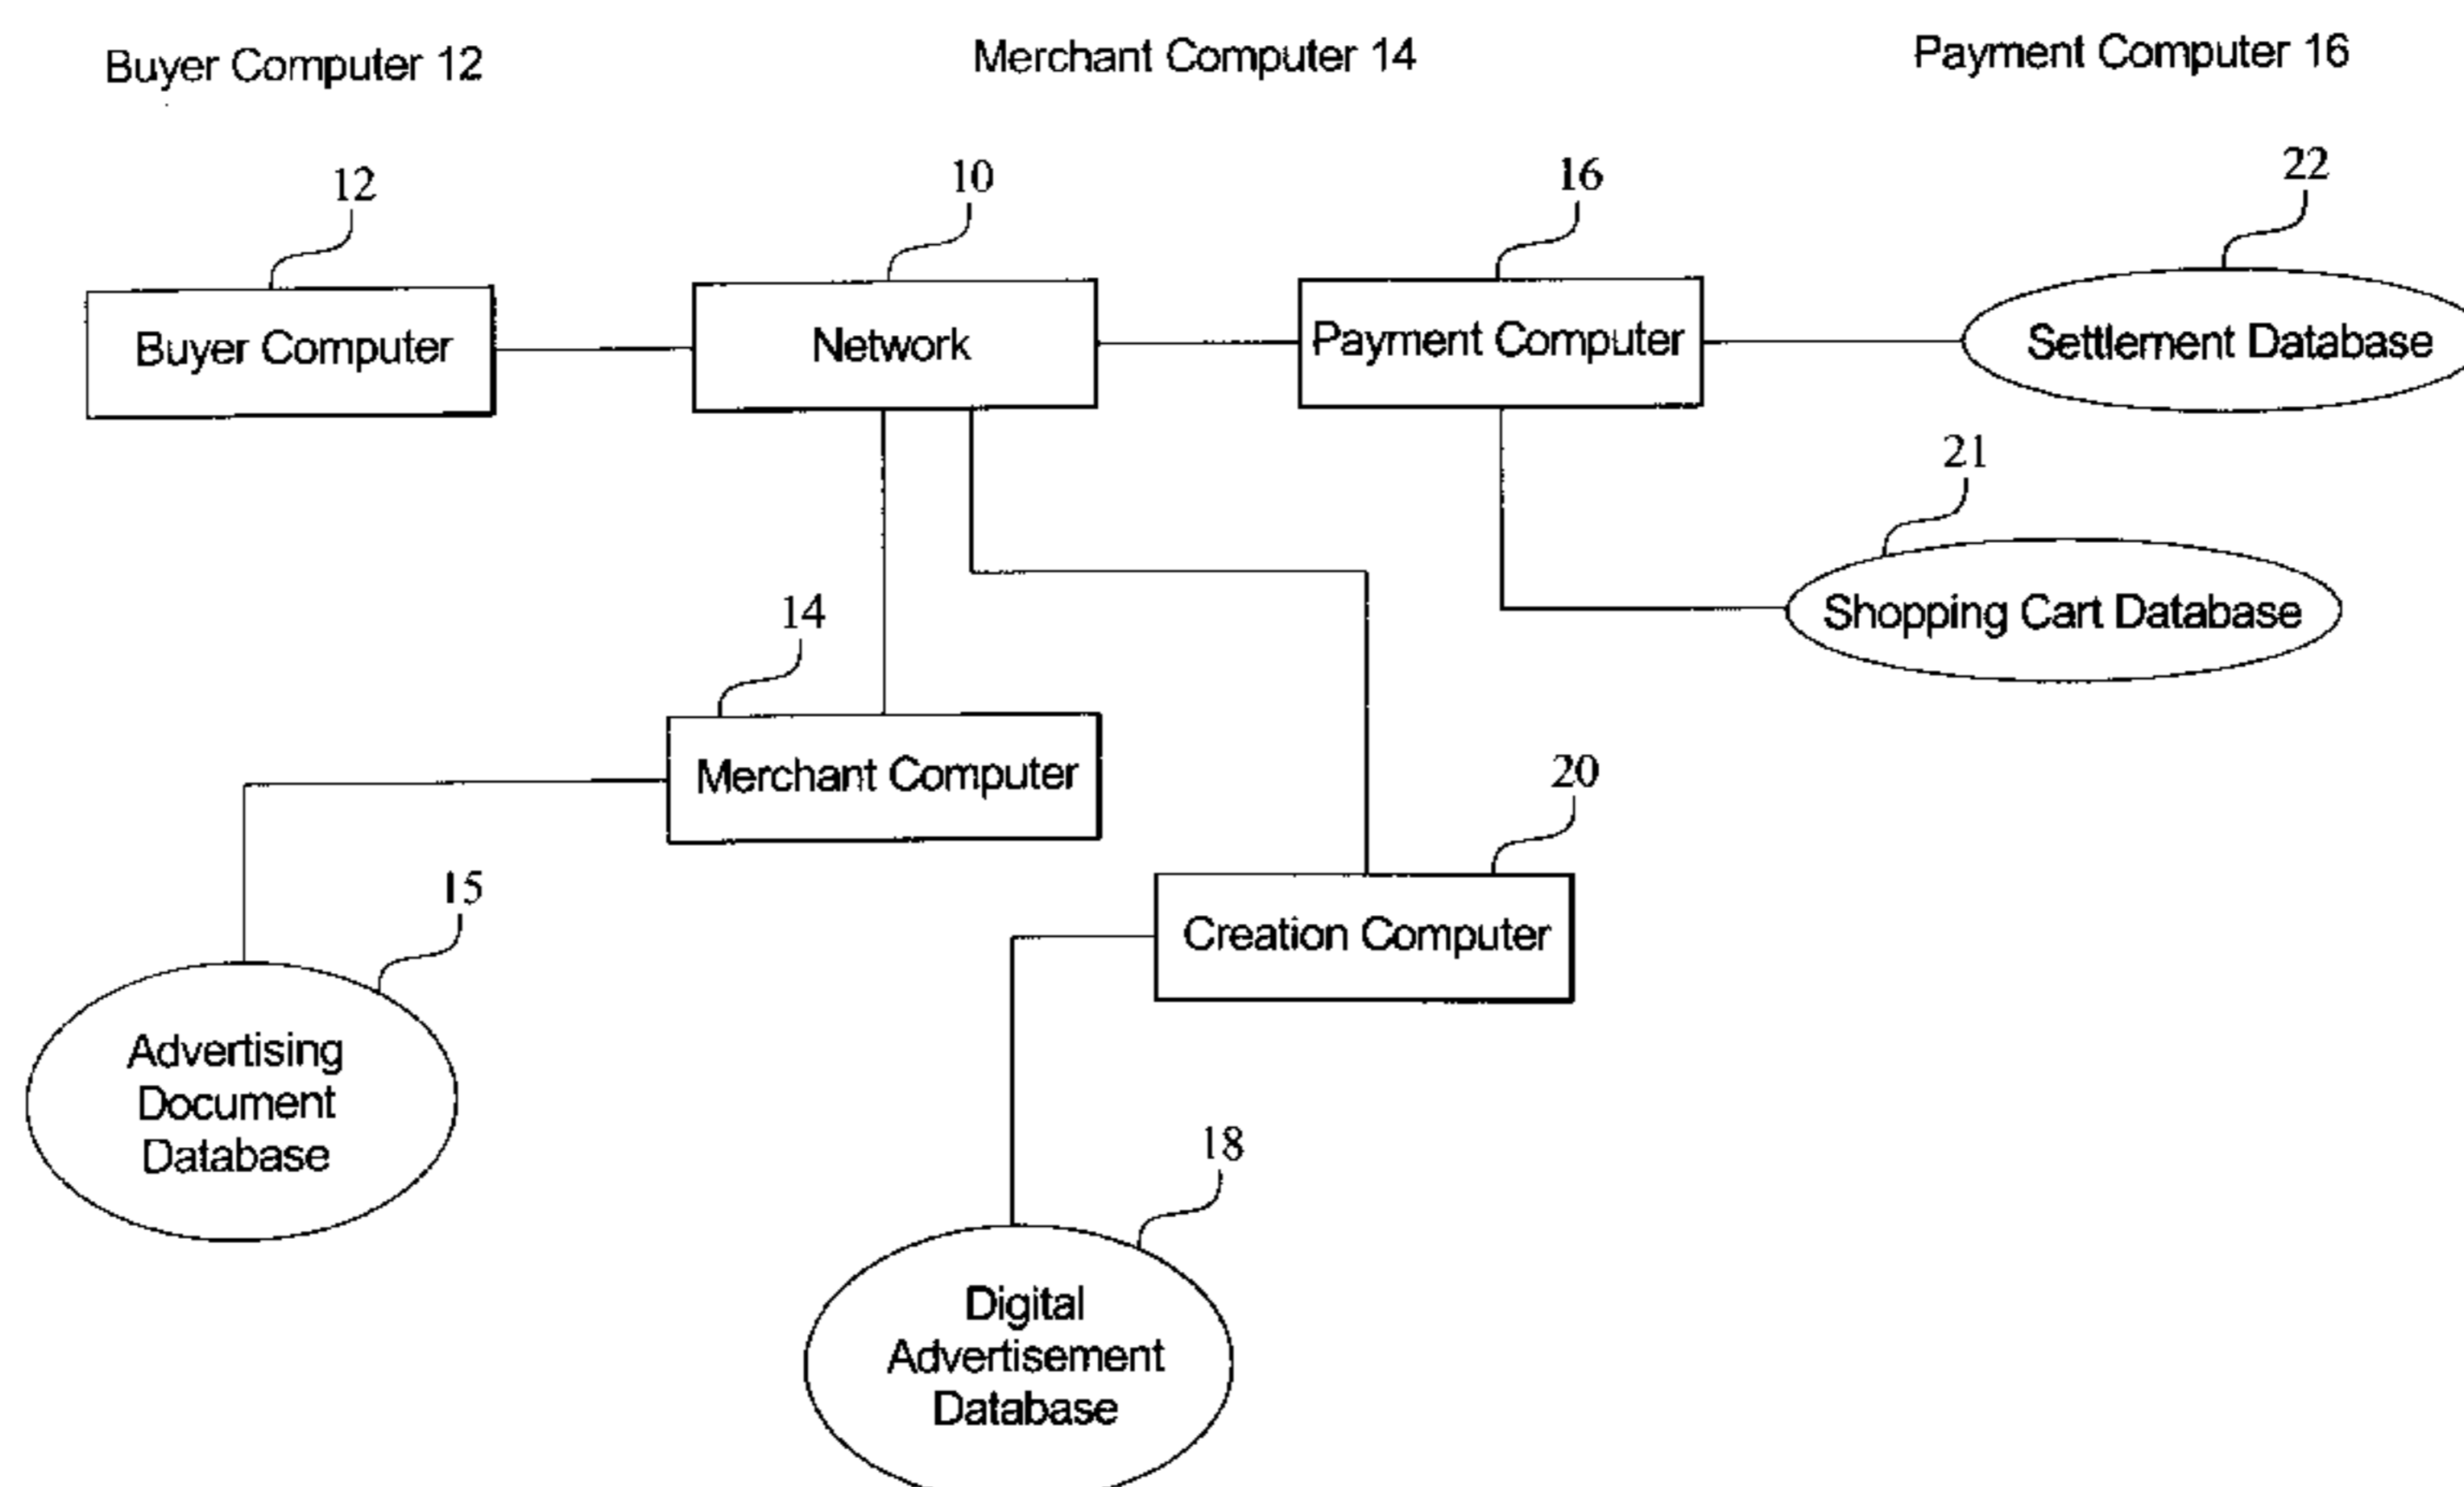 Buyer Computer 12
Merchant Computer 14
Payment Computer 16
12
10
16
22
Buyer Computer
Network
Payment Computer
Settlement Database
21
Shopping Cart Database
14
Merchant Computer
20
Creation Computer
15
Advertising
Document
Database
18
Digital
Advertisement
Database